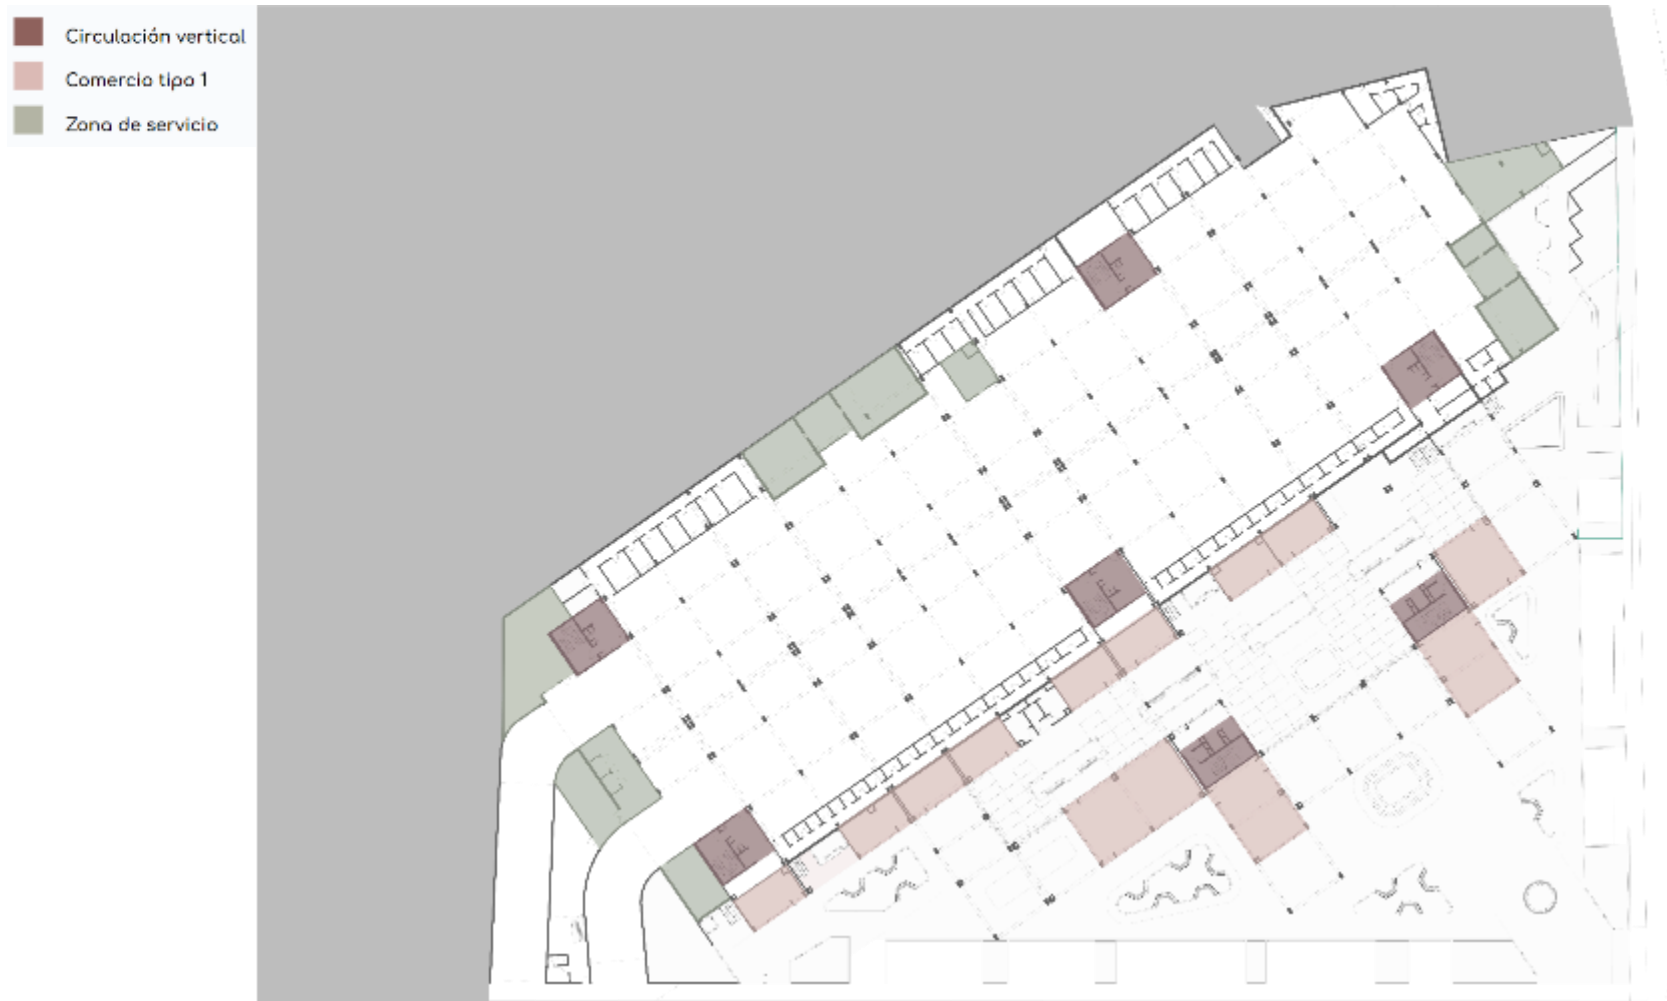 Circulación vertical
Comercio tipo 1
Zona de servicio